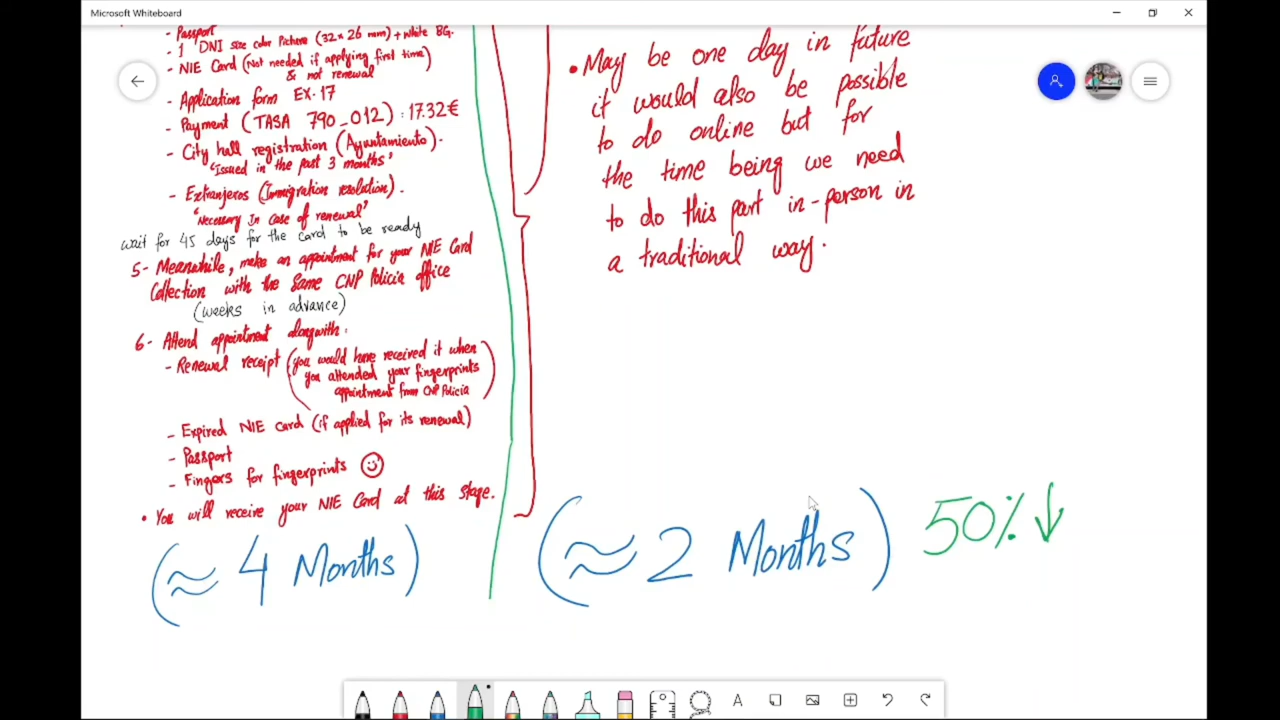 Microsoft Whiteboard
- Passport
- 1 DNI size color Picture (32×26 mm) + white BG.
- NIE Card (Not needed if applying first time)
& not renewal
- Application form EX-17
- Payment (TASA 790_012) : 17.32€
- City hall registration (Ayuntamiento).
"Issued in the past 3 months"
- Extranjeros (Immigration resolution).
"Necessary In case of renewal"
wait for 45 days for the card to be ready
5- Meanwhile, make an appointment for your NIE Card
Collection with the same CNP Policia office
(weeks in advance)
6- Attend appointment alongwith:
- Renewal receipt (you would have received it when
you attended your fingerprints
appointment from CNP Policia)
- Expired NIE card (if applied for its renewal)
- Passport
- Fingers for fingerprints
• You will receive your NIE Card at this stage.
(≈ 4 Months)
• May be one day in future
it would also be possible
to do online but for
the time being we need
to do this part in-person in
a traditional way.
(≈ 2 Months) 50% ↓
A